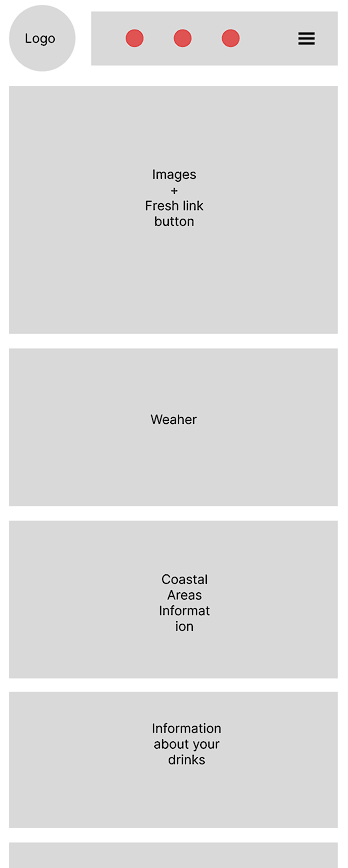 Logo
Images
+
Fresh link
button
Weaher
Coastal
Areas
Informat
ion
Information
about your
drinks